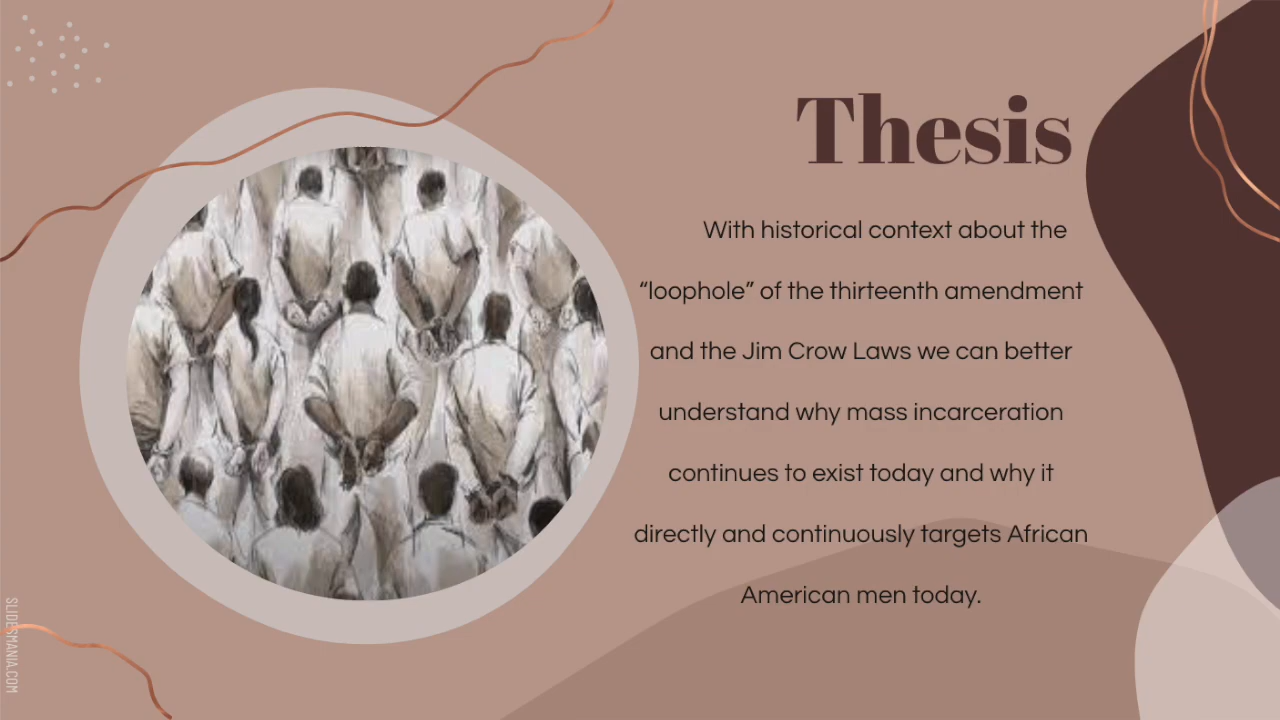 Thesis
With historical context about the
“loophole” of the thirteenth amendment
and the Jim Crow Laws we can better
understand why mass incarceration
continues to exist today and why it
directly and continuously targets African
American men today.
SLIDESMANIA.COM